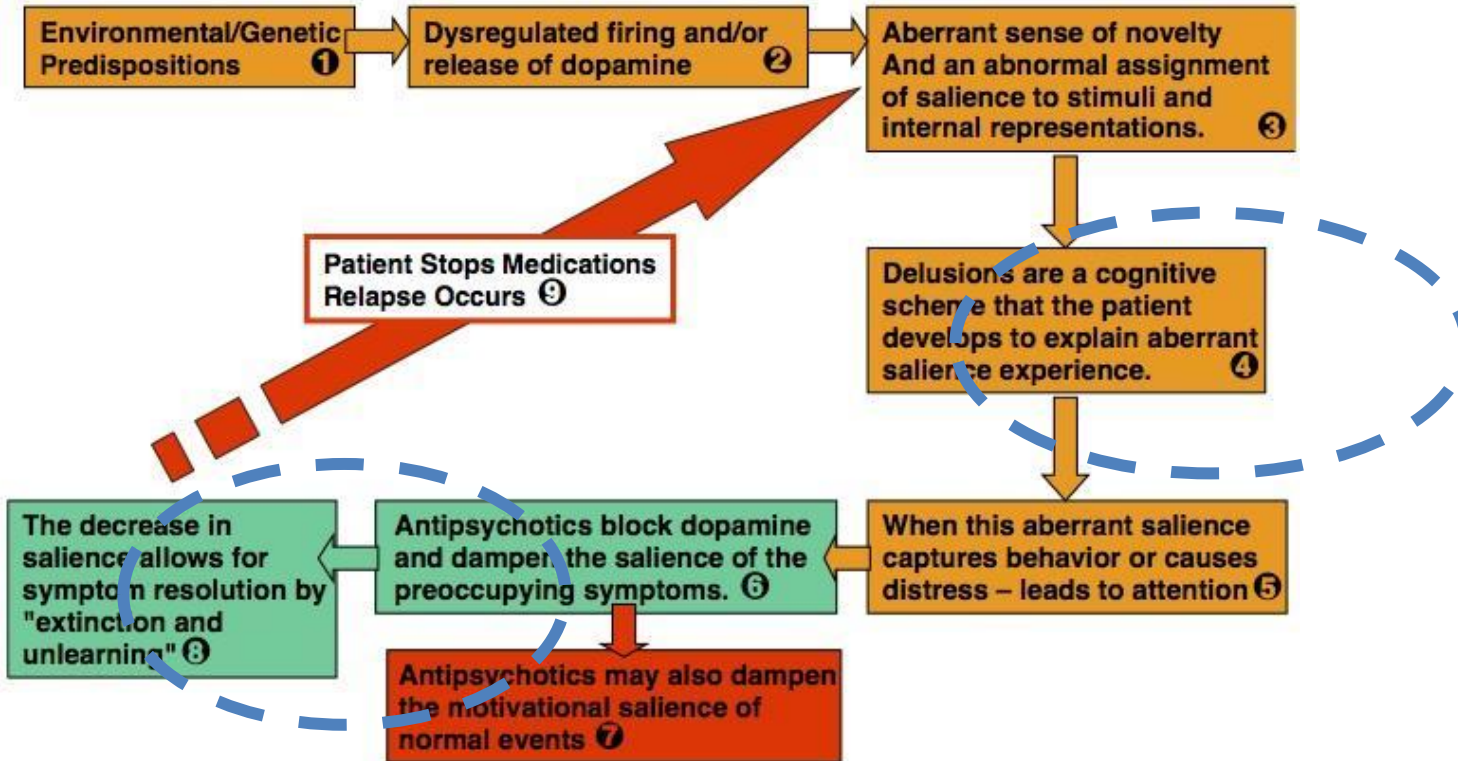 Environmental/Genetic
Predispositions ❶
Dysregulated firing and/or
release of dopamine ❷
Aberrant sense of novelty
And an abnormal assignment
of salience to stimuli and
internal representations. ❸
Delusions are a cognitive
scheme that the patient
develops to explain aberrant
salience experience. ❹
When this aberrant salience
captures behavior or causes
distress – leads to attention ❺
Antipsychotics block dopamine
and dampen the salience of the
preoccupying symptoms. ❻
Antipsychotics may also dampen
the motivational salience of
normal events ❼
The decrease in
salience allows for
symptom resolution by
"extinction and
unlearning" ❽
Patient Stops Medications
Relapse Occurs ❾